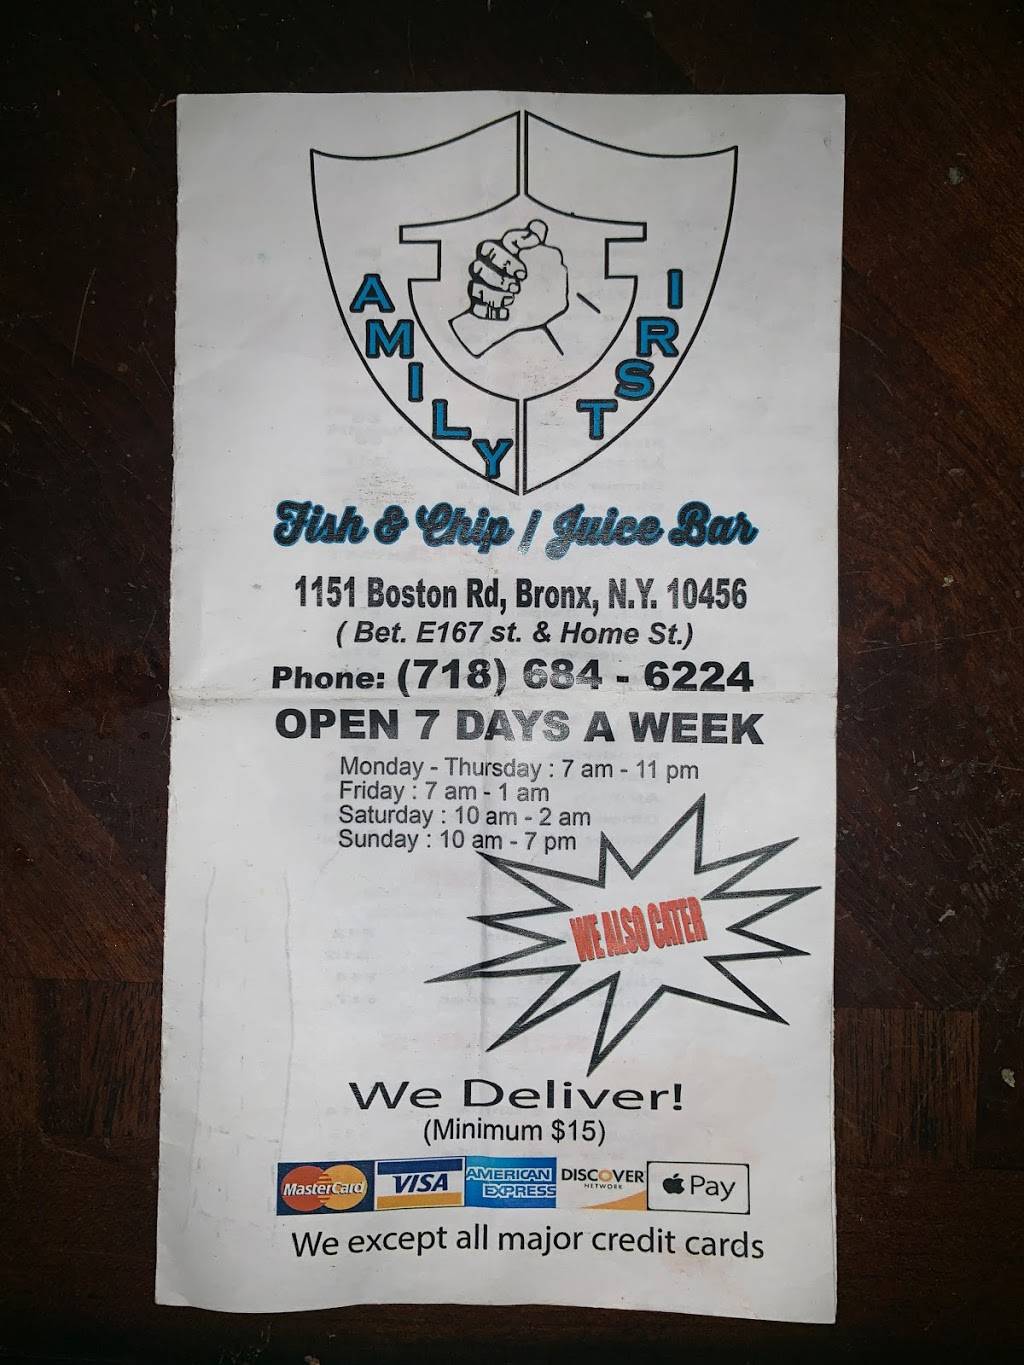 AMILY
IRST
Fish & Chip / Juice Bar
1151 Boston Rd, Bronx, N.Y. 10456
( Bet. E167 st. & Home St.)
Phone: (718) 684 - 6224
OPEN 7 DAYS A WEEK
Monday - Thursday : 7 am - 11 pm
Friday : 7 am - 1 am
Saturday : 10 am - 2 am
Sunday : 10 am - 7 pm
WE ALSO CATER
We Deliver!
(Minimum $15)
MasterCard VISA AMERICAN EXPRESS DISCOVER NETWORK Pay
We except all major credit cards